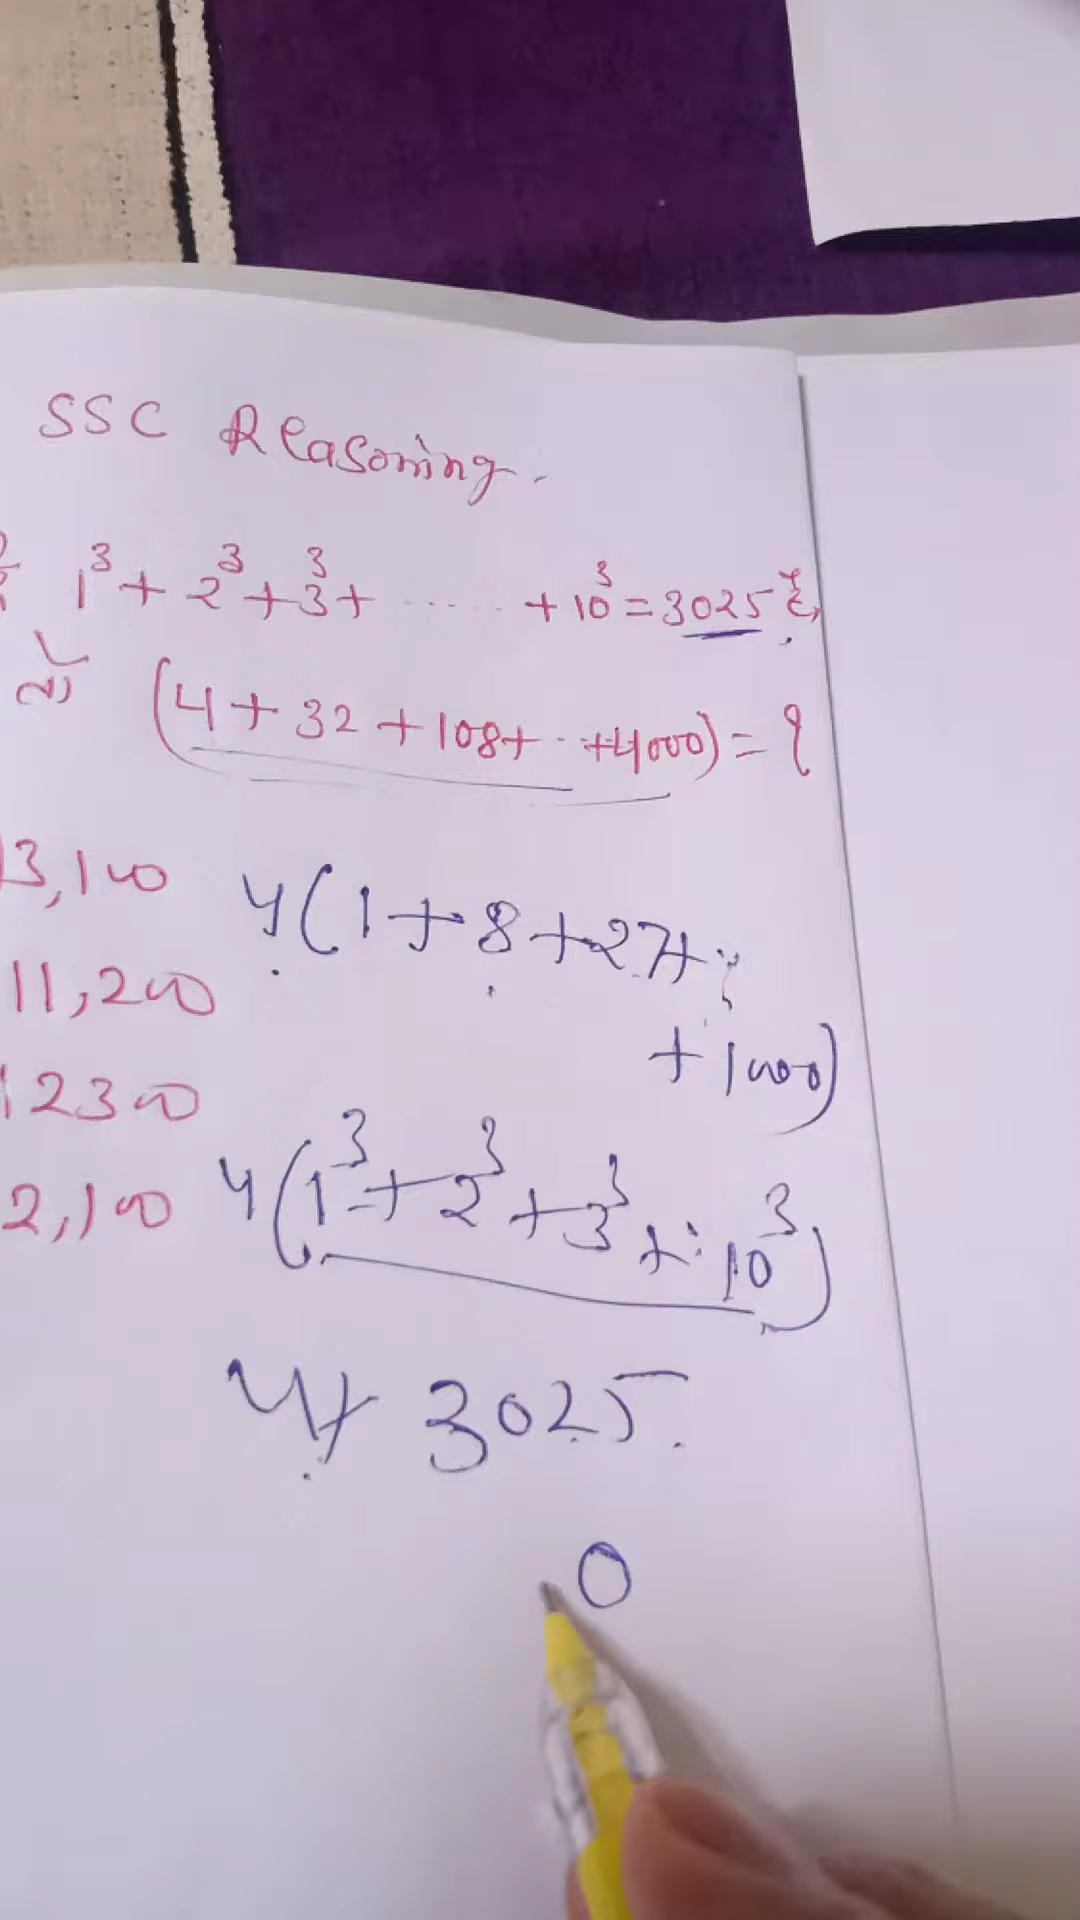 SSC Reasoning.
1³ + 2³ + 3³ + ...... + 10³ = 3025 है,
तो (4 + 32 + 108 + .. + 4000) = ?
13,100
4(1 + 8 + 27 + :
11,200
+ 1000)
12300
4(1³ + 2³ + 3³ + : 10³)
2,100
4 × 3025
0